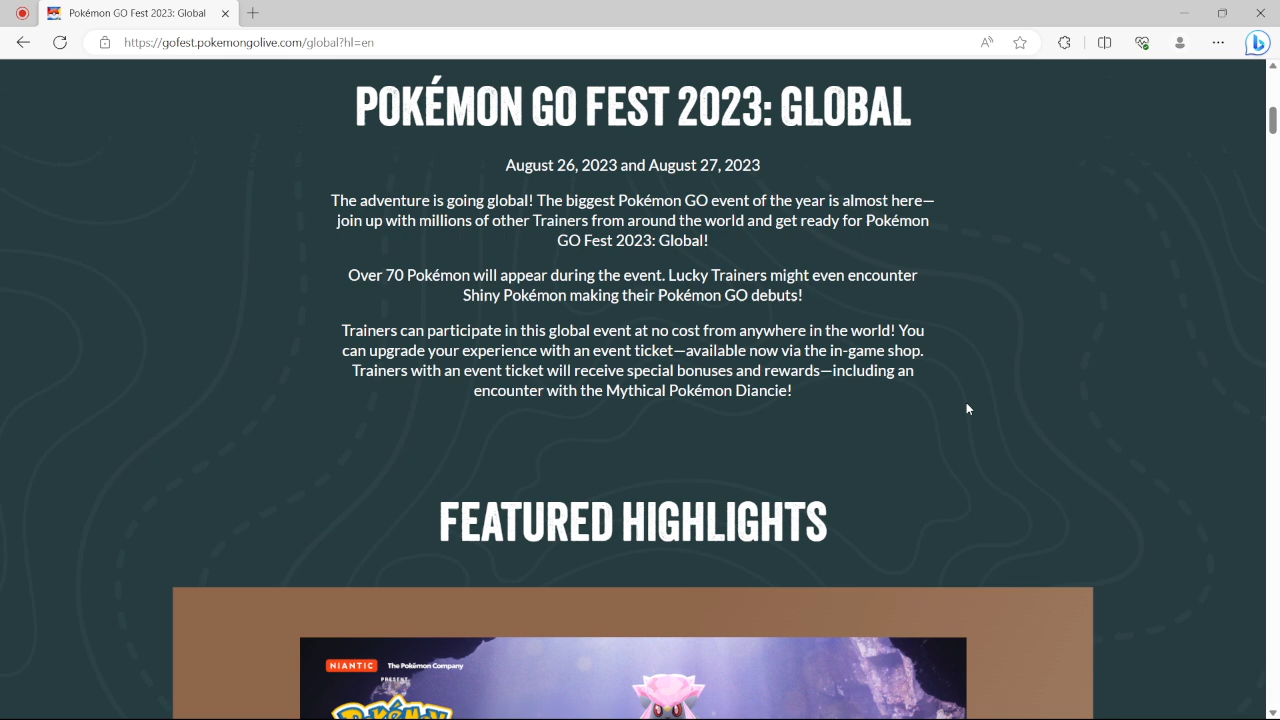 Pokémon GO Fest 2023: Global
https://gofest.pokemongolive.com/global?hl=en
POKÉMON GO FEST 2023: GLOBAL
August 26, 2023 and August 27, 2023
The adventure is going global! The biggest Pokémon GO event of the year is almost here—
join up with millions of other Trainers from around the world and get ready for Pokémon
GO Fest 2023: Global!
Over 70 Pokémon will appear during the event. Lucky Trainers might even encounter
Shiny Pokémon making their Pokémon GO debuts!
Trainers can participate in this global event at no cost from anywhere in the world! You
can upgrade your experience with an event ticket—available now via the in-game shop.
Trainers with an event ticket will receive special bonuses and rewards—including an
encounter with the Mythical Pokémon Diancie!
FEATURED HIGHLIGHTS
NIANTIC The Pokémon Company
PRESENT
Pokémon